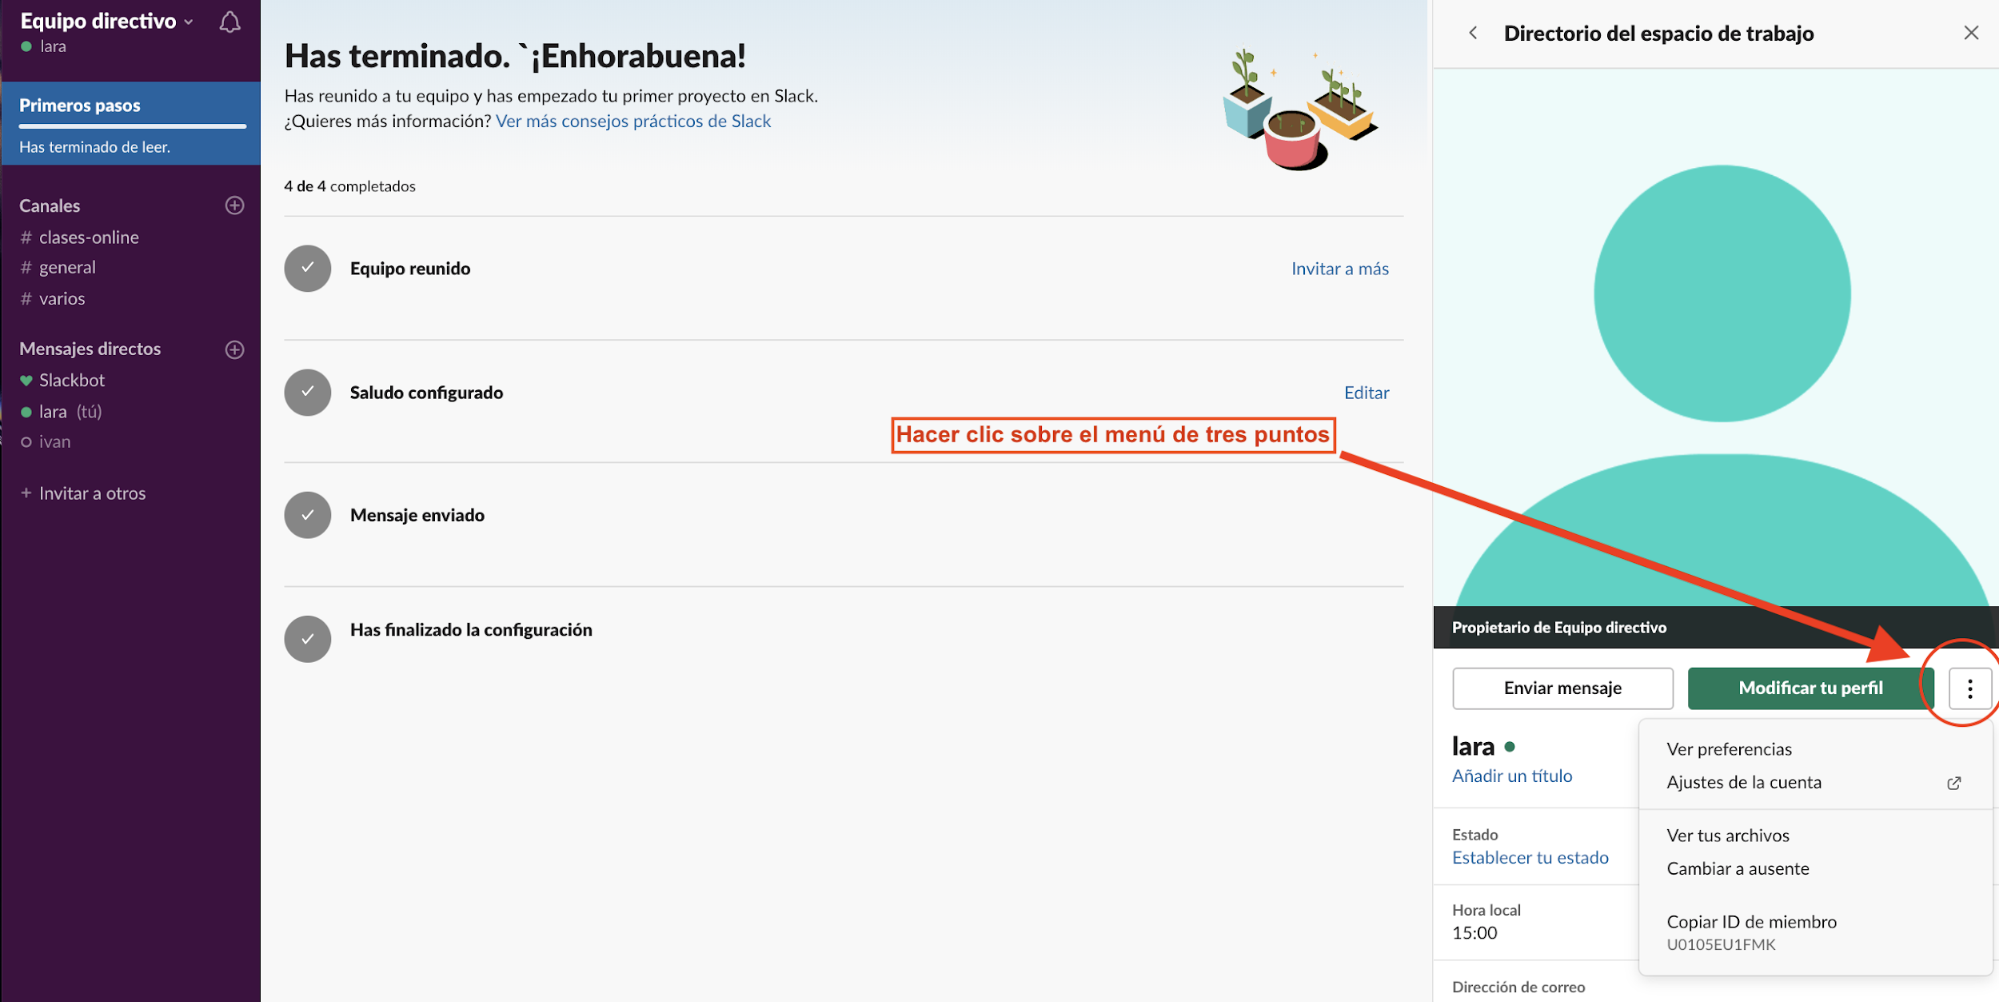 Equipo directivo
lara
Primeros pasos
Has terminado de leer.
Canales
# clases-online
# general
# varios
Mensajes directos
Slackbot
lara (tú)
ivan
+ Invitar a otros
Has terminado. `¡Enhorabuena!
Has reunido a tu equipo y has empezado tu primer proyecto en Slack.
¿Quieres más información? Ver más consejos prácticos de Slack
4 de 4 completados
Equipo reunido
Invitar a más
Saludo configurado
Editar
Hacer clic sobre el menú de tres puntos
Mensaje enviado
Has finalizado la configuración
Directorio del espacio de trabajo
Propietario de Equipo directivo
Enviar mensaje
Modificar tu perfil
lara
Añadir un título
Estado
Establecer tu estado
Hora local
15:00
Dirección de correo
Ver preferencias
Ajustes de la cuenta
Ver tus archivos
Cambiar a ausente
Copiar ID de miembro
U0105EU1FMK